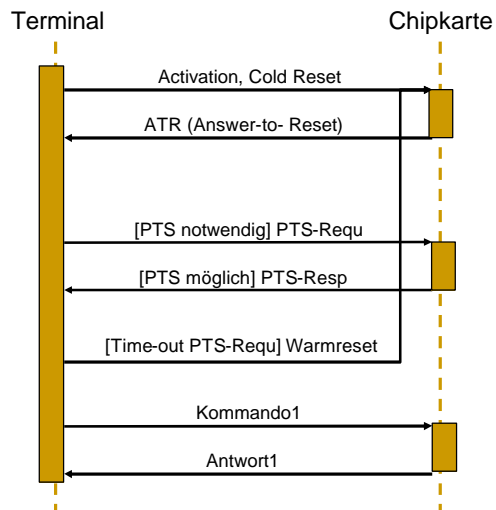 Terminal
Chipkarte
Activation, Cold Reset
ATR (Answer-to- Reset)
[PTS notwendig] PTS-Requ
[PTS möglich] PTS-Resp
[Time-out PTS-Requ] Warmreset
Kommando1
Antwort1